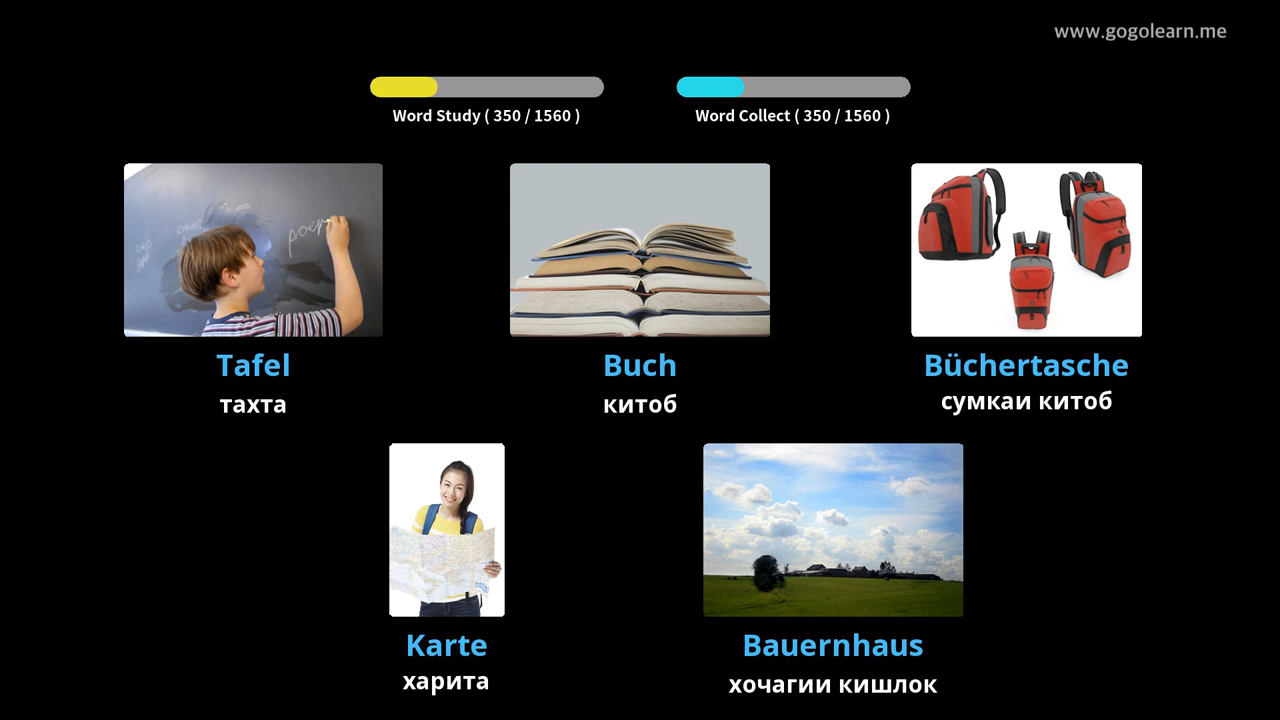 www.gogolearn.me
Word Study ( 350 / 1560 )
Word Collect ( 350 / 1560 )
poem
Tafel
тахта
Buch
китоб
Büchertasche
сумкаи китоб
Karte
харита
Bauernhaus
хочагии кишлок